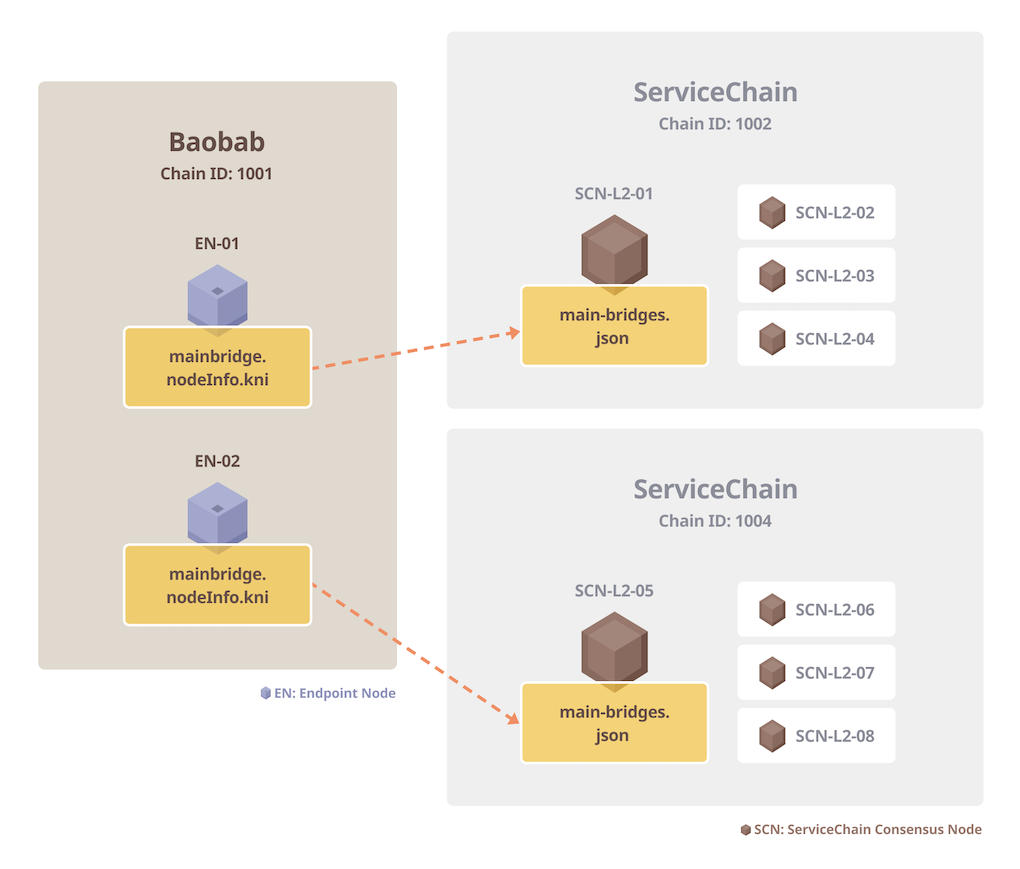 Baobab
Chain ID: 1001
EN-01
mainbridge.
nodeInfo.kni
EN-02
mainbridge.
nodeInfo.kni
EN: Endpoint Node
ServiceChain
Chain ID: 1002
SCN-L2-01
main-bridges.
json
SCN-L2-02
SCN-L2-03
SCN-L2-04
ServiceChain
Chain ID: 1004
SCN-L2-05
main-bridges.
json
SCN-L2-06
SCN-L2-07
SCN-L2-08
SCN: ServiceChain Consensus Node